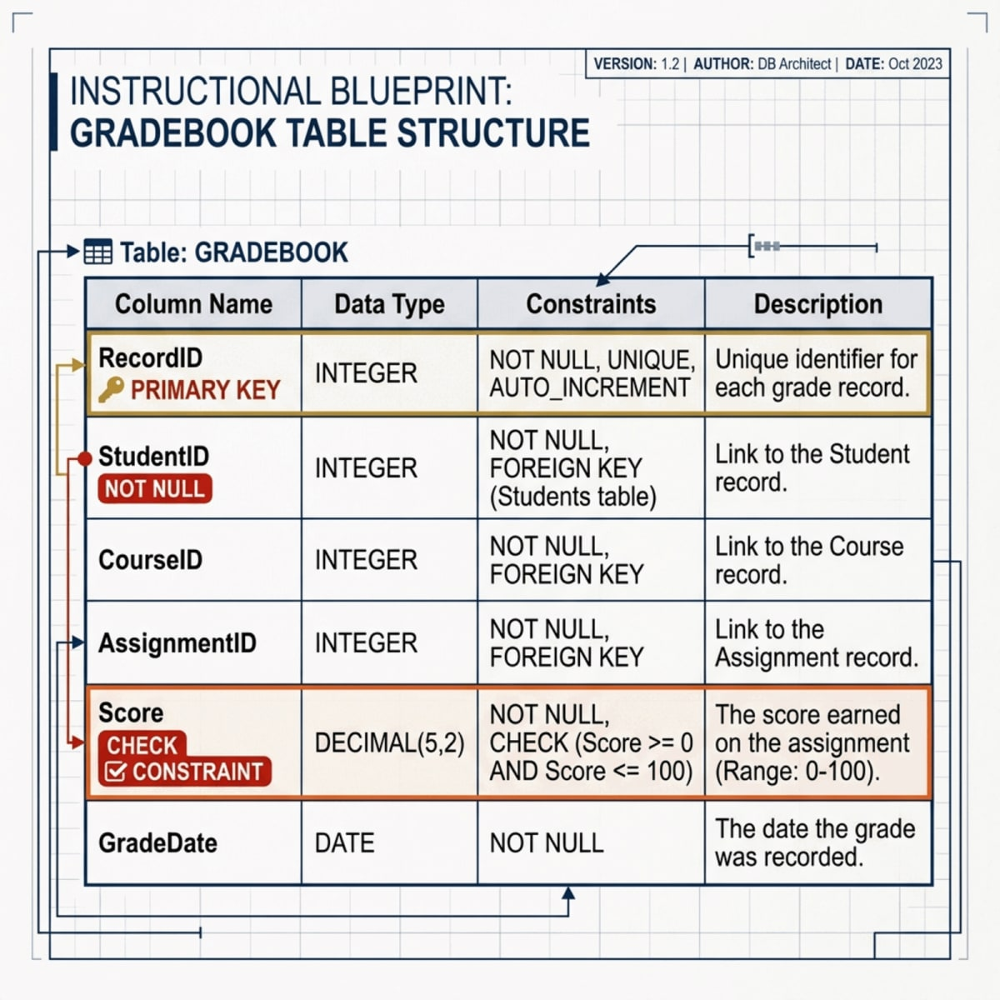 VERSION: 1.2 | AUTHOR: DB Architect | DATE: Oct 2023
INSTRUCTIONAL BLUEPRINT:
GRADEBOOK TABLE STRUCTURE
Table: GRADEBOOK
Column Name
Data Type
Constraints
Description
RecordID
PRIMARY KEY
INTEGER
NOT NULL, UNIQUE,
AUTO_INCREMENT
Unique identifier for
each grade record.
StudentID
NOT NULL
INTEGER
NOT NULL,
FOREIGN KEY
(Students table)
Link to the Student
record.
CourseID
INTEGER
NOT NULL,
FOREIGN KEY
Link to the Course
record.
AssignmentID
INTEGER
NOT NULL,
FOREIGN KEY
Link to the
Assignment record.
Score
CHECK
CONSTRAINT
DECIMAL(5,2)
NOT NULL,
CHECK (Score >= 0
AND Score <= 100)
The score earned
on the assignment
(Range: 0-100).
GradeDate
DATE
NOT NULL
The date the grade
was recorded.